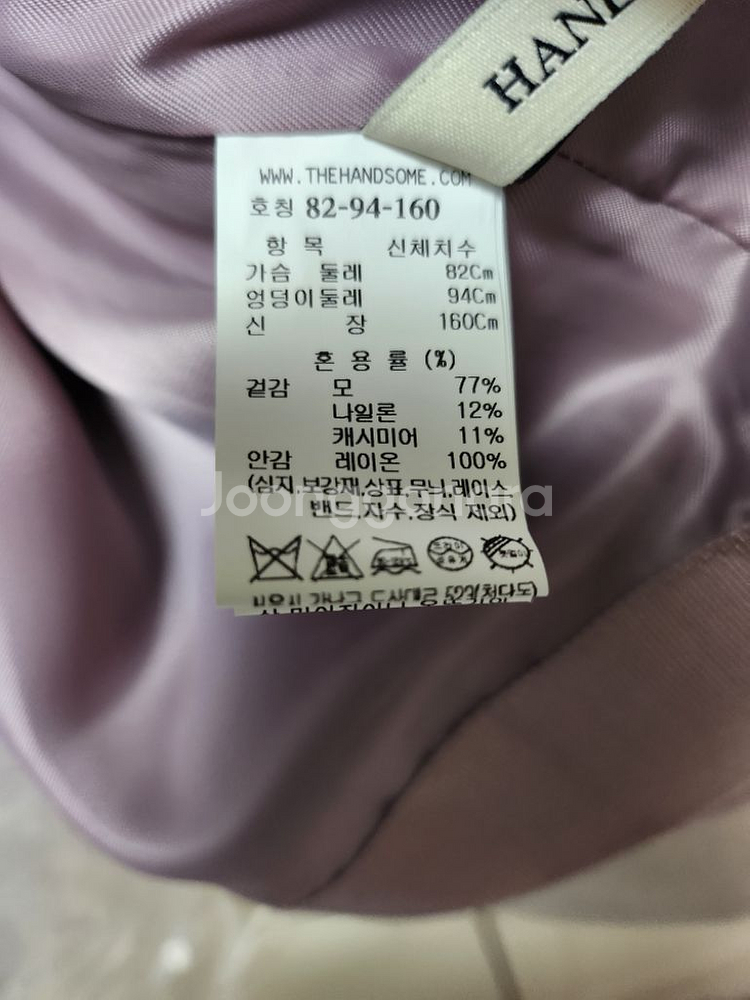 HAN
WWW.THEHANDSOME.COM
호칭 82-94-160
항 목 신체치수
가슴 둘레 82Cm
엉덩이둘레 94Cm
신 장 160Cm
혼 용 률 (%)
겉감 모 77%
나일론 12%
캐시미어 11%
안감 레이온 100%
(심지.보강재.상표.무늬.레이스
밴드.자수.장식 제외)
Joonggonara